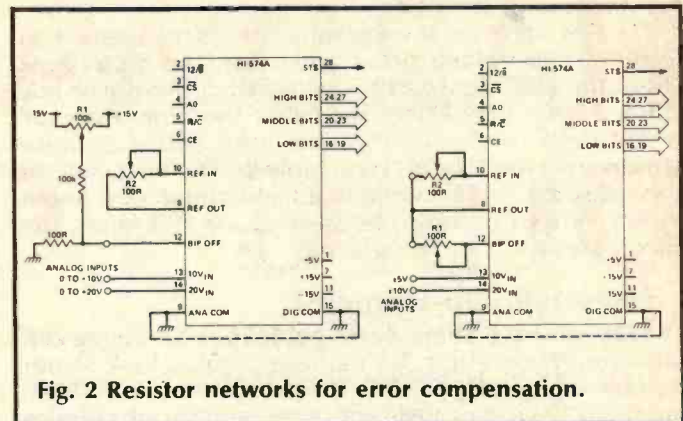 HI 574A
2 12/8
3 CS
4 A0
5 R/C
6 CE
STS 28
HIGH BITS 24 27
MIDDLE BITS 20 23
LOW BITS 16 19
15V R1 +15V
100k
100k
10 REF IN
R2
100R
8 REF OUT
100R
12 BIP OFF
ANALOG INPUTS
0 TO +10V 13 10VIN
0 TO +20V 14 20VIN
9 ANA COM
+5V 1
+15V 7
15V 11
DIG COM 15
HI 574A
2 12/8
3 CS
4 A0
5 R/C
6 CE
STS 28
HIGH BITS 24 27
MIDDLE BITS 20 23
LOW BITS 16 19
10 REF IN
R2
100R
8 REF OUT
R1
100R
12 BIP OFF
±5V 13 10VIN
±10V 14 20VIN
ANALOG
INPUTS
9 ANA COM
+5V 1
+15V 7
15V 11
DIG COM 15
Fig. 2 Resistor networks for error compensation.